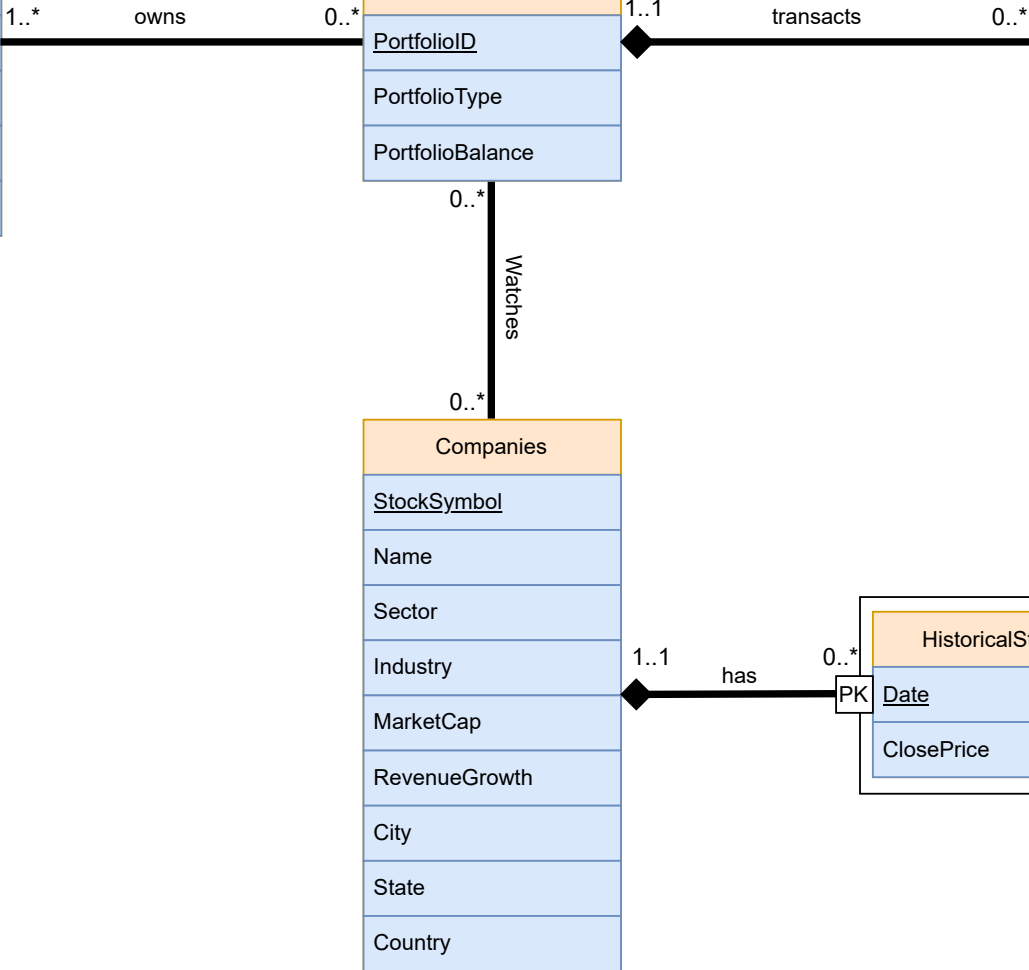 1..*
owns
0..*
1..1
transacts
0..*
PortfolioID
PortfolioType
PortfolioBalance
0..*
Watches
0..*
Companies
StockSymbol
Name
Sector
Industry
MarketCap
RevenueGrowth
City
State
Country
1..1
has
0..*
PK
HistoricalS
Date
ClosePrice